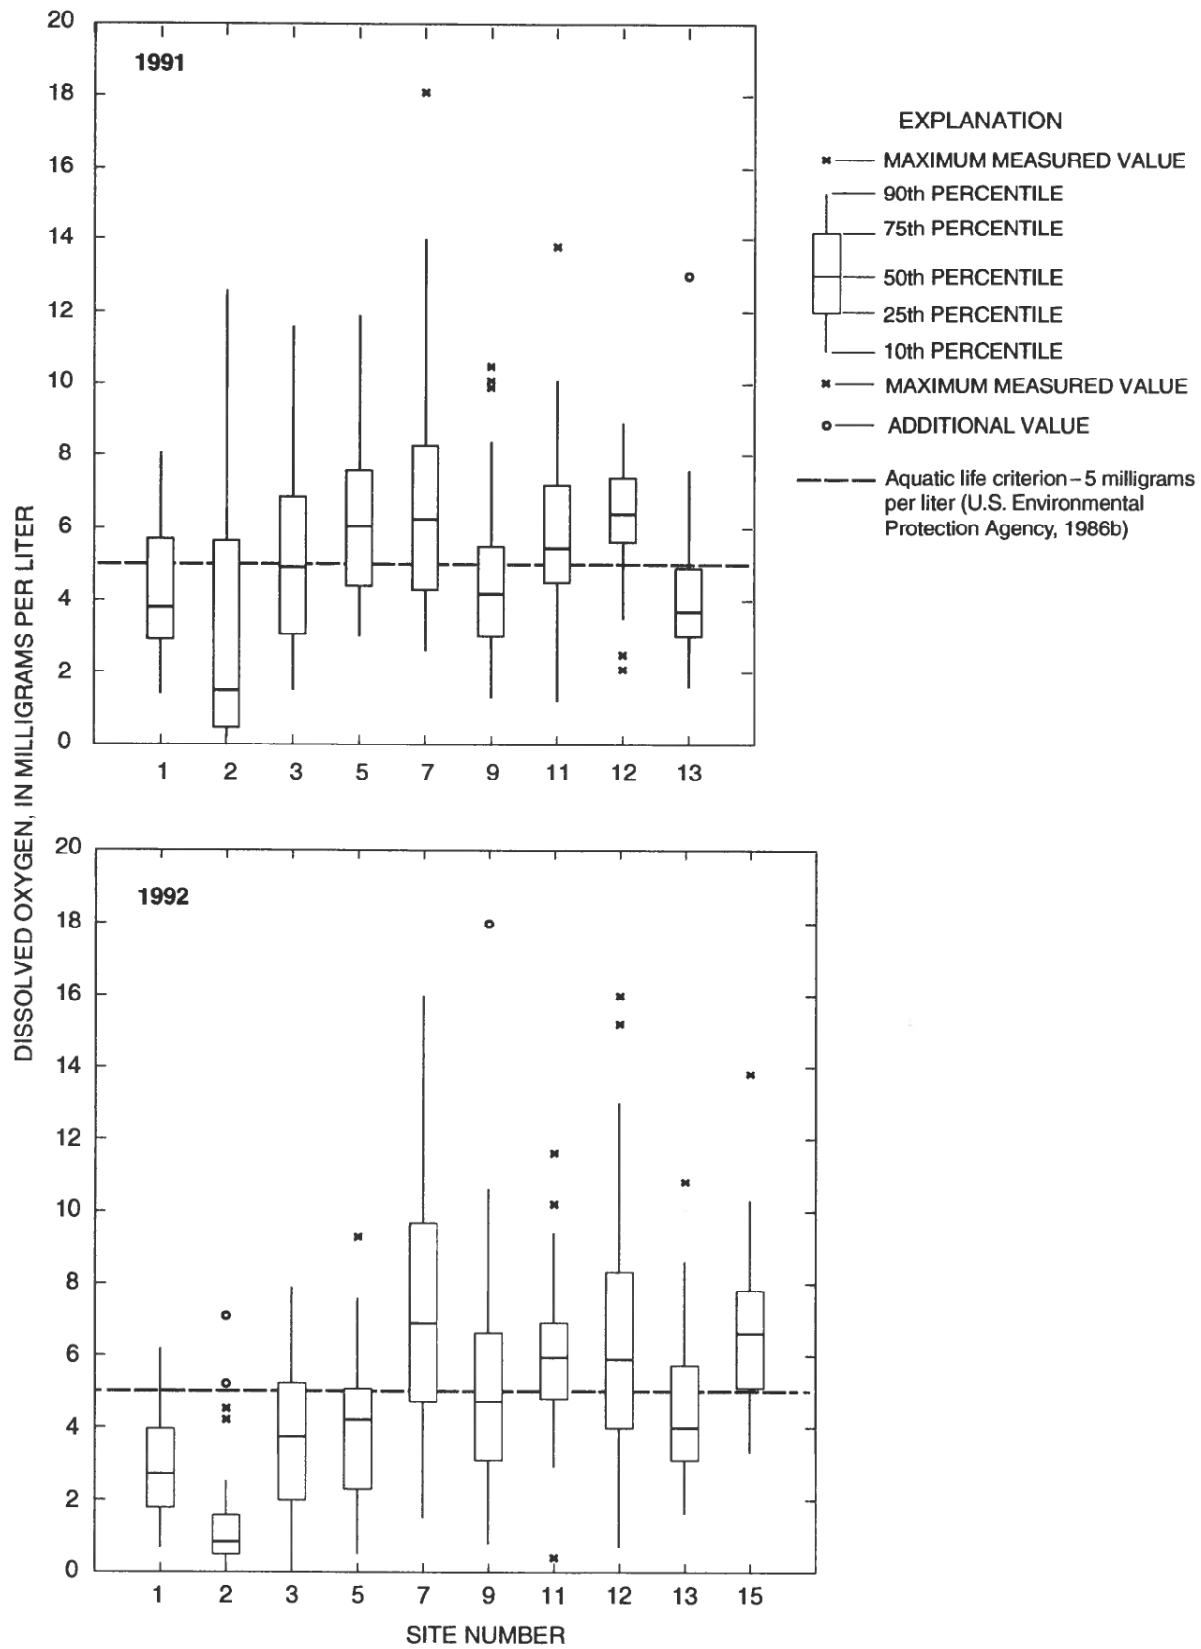 DISSOLVED OXYGEN, IN MILLIGRAMS PER LITER
1991
20
18
16
14
12
10
8
6
4
2
0
1 2 3 5 7 9 11 12 13
EXPLANATION
MAXIMUM MEASURED VALUE
90th PERCENTILE
75th PERCENTILE
50th PERCENTILE
25th PERCENTILE
10th PERCENTILE
MAXIMUM MEASURED VALUE
ADDITIONAL VALUE
Aquatic life criterion – 5 milligrams
per liter (U.S. Environmental
Protection Agency, 1986b)
1992
20
18
16
14
12
10
8
6
4
2
0
1 2 3 5 7 9 11 12 13 15
SITE NUMBER